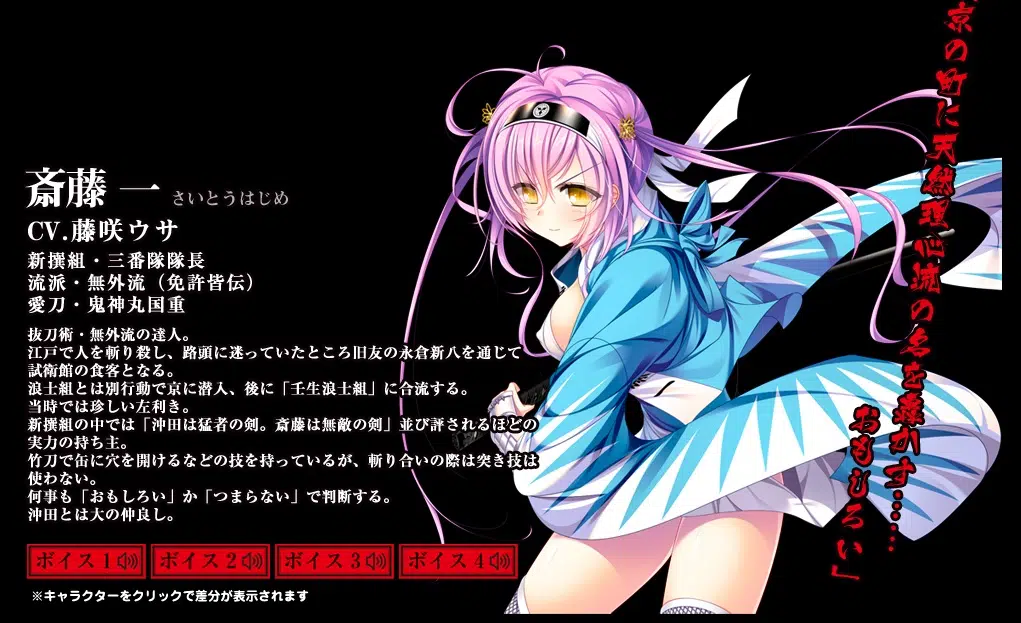 斎藤 一 さいとうはじめ
CV.藤咲ウサ
新撰組・三番隊隊長
流派・無外流（免許皆伝）
愛刀・鬼神丸国重
抜刀術・無外流の達人。
江戸で人を斬り殺し、路頭に迷っていたところ旧友の永倉新八を通じて
試衛館の食客となる。
浪士組とは別行動で京に潜入、後に「壬生浪士組」に合流する。
当時では珍しい左利き。
新撰組の中では「沖田は猛者の剣。斎藤は無敵の剣」並び評されるほどの
実力の持ち主。
竹刀で缶に穴を開けるなどの技を持っているが、斬り合いの際は突き技は
使わない。
何事も「おもしろい」か「つまらない」で判断する。
沖田とは大の仲良し。
京の町に天然理心流の名を轟かす……
おもしろい」
ボイス1
ボイス2
ボイス3
ボイス4
※キャラクターをクリックで差分が表示されます